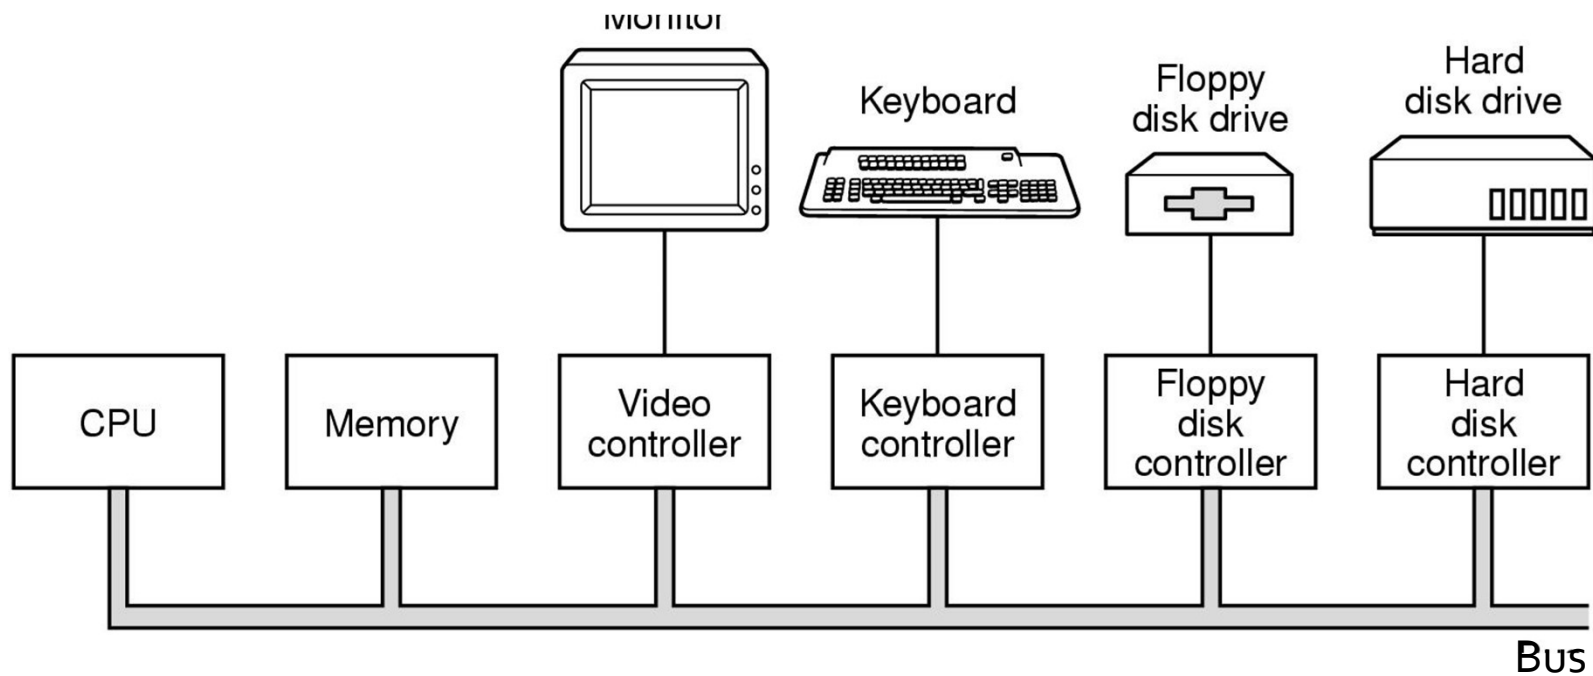 Monitor
Keyboard
Floppy
disk drive
Hard
disk drive
CPU
Memory
Video
controller
Keyboard
controller
Floppy
disk
controller
Hard
disk
controller
Bus